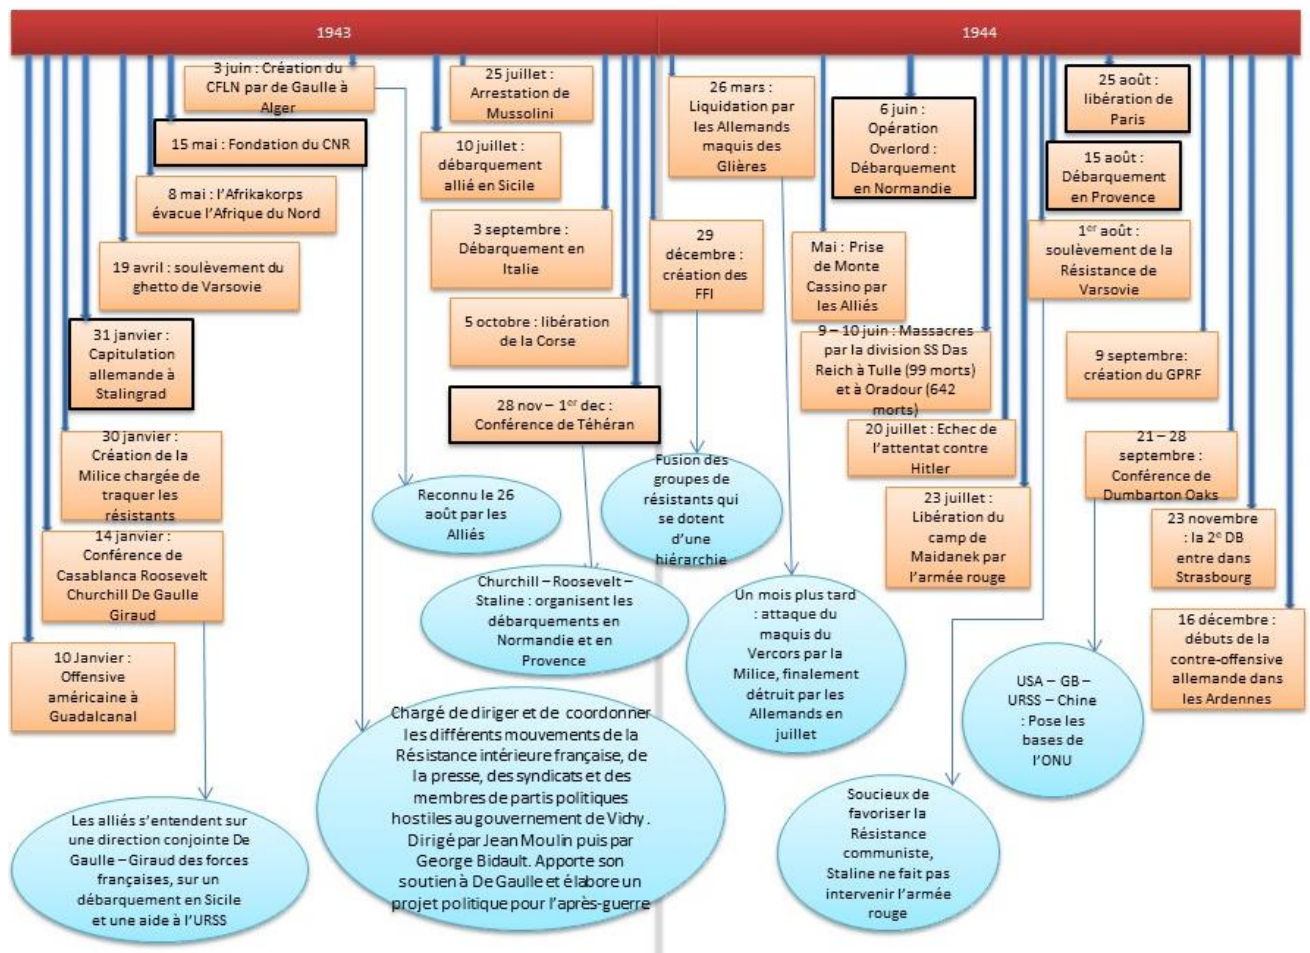 1943
1944
3 juin : Création du
CFLN par de Gaulle à
Alger
15 mai : Fondation du CNR
8 mai : l'Afrikakorps
évacue l'Afrique du Nord
19 avril : soulèvement du
ghetto de Varsovie
31 janvier :
Capitulation
allemande à
Stalingrad
30 janvier :
Création de la
Milice chargée de
traquer les
résistants
14 janvier :
Conférence de
Casablanca Roosevelt
Churchill De Gaulle
Giraud
10 Janvier :
Offensive
américaine à
Guadalcanal
25 juillet :
Arrestation de
Mussolini
10 juillet :
débarquement
allié en Sicile
3 septembre :
Débarquement en
Italie
5 octobre : libération
de la Corse
28 nov – 1er dec :
Conférence de Téhéran
29
décembre :
création des
FFI
26 mars :
Liquidation par
les Allemands
maquis des
Glières
Mai : Prise
de Monte
Cassino par
les Alliés
6 juin :
Opération
Overlord :
Débarquement
en Normandie
9 – 10 juin : Massacres
par la division SS Das
Reich à Tulle (99 morts)
et à Oradour (642
morts)
20 juillet : Echec de
l'attentat contre
Hitler
23 juillet :
Libération du
camp de
Maidanek par
l'armée rouge
25 août :
libération de
Paris
15 août :
Débarquement
en Provence
1er août :
soulèvement de la
Résistance de
Varsovie
9 septembre:
création du GPRF
21 – 28
septembre :
Conférence de
Dumbarton Oaks
23 novembre
: la 2e DB
entre dans
Strasbourg
16 décembre :
débuts de la
contre-offensive
allemande dans
les Ardennes
Reconnu le 26
août par les
Alliés
Fusion des
groupes de
résistants qui
se dotent
d'une
hiérarchie
Churchill – Roosevelt –
Staline : organisent les
débarquements en
Normandie et en
Provence
Un mois plus tard
: attaque du
maquis du
Vercors par la
Milice, finalement
détruit par les
Allemands en
juillet
USA – GB –
URSS – Chine
: Pose les
bases de
l'ONU
Chargé de diriger et de coordonner
les différents mouvements de la
Résistance intérieure française, de
la presse, des syndicats et des
membres de partis politiques
hostiles au gouvernement de Vichy.
Dirigé par Jean Moulin puis par
George Bidault. Apporte son
soutien à De Gaulle et élabore un
projet politique pour l'après-guerre
Les alliés s'entendent sur
une direction conjointe De
Gaulle – Giraud des forces
françaises, sur un
débarquement en Sicile
et une aide à l'URSS
Soucieux de
favoriser la
Résistance
communiste,
Staline ne fait pas
intervenir l'armée
rouge